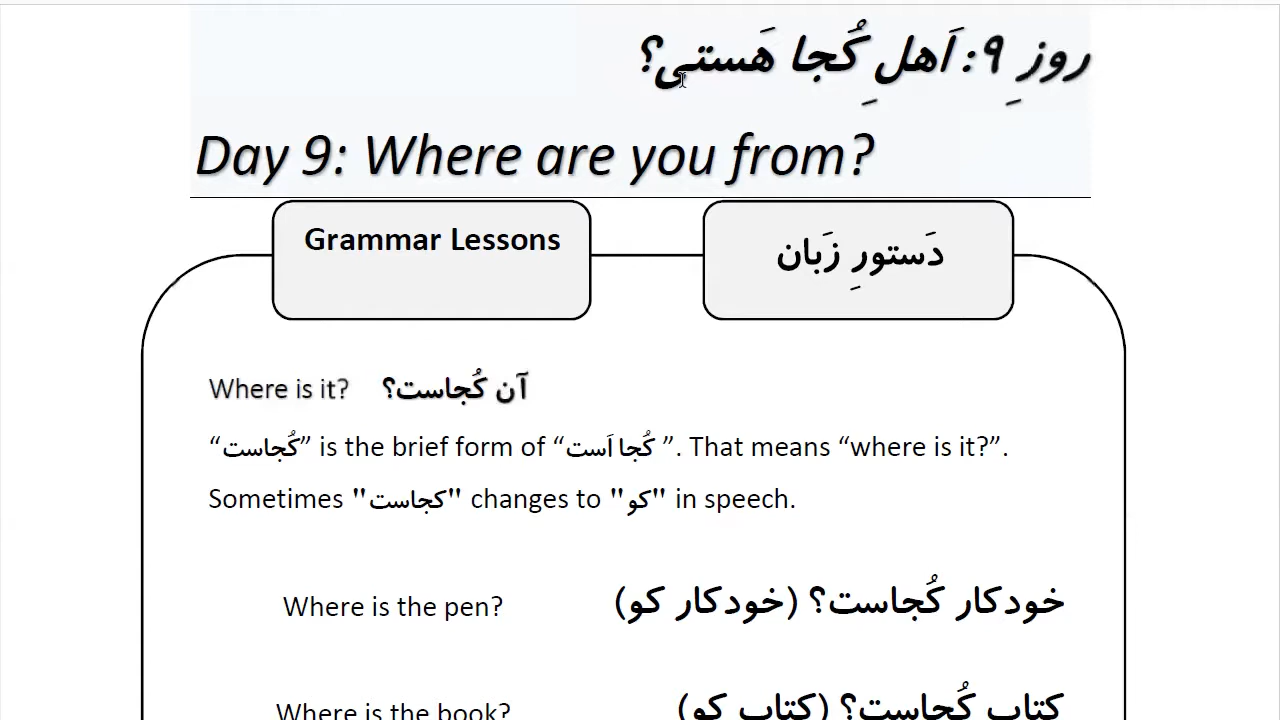 روزِ ۹: اَهلِ کُجا هَستی؟
Day 9: Where are you from?
Grammar Lessons
دَستورِ زَبان
Where is it? آن کُجاست؟
“کُجاست” is the brief form of “کُجا اَست ”. That means “where is it?”.
Sometimes "کجاست" changes to "کو" in speech.
Where is the pen? خودکار کُجاست؟ (خودکار کو)
Where is the book? کتاب کُجاست؟ (کتاب کو)